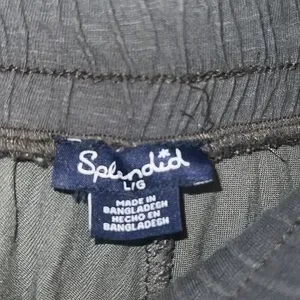 Splendid
L/G
MADE IN
BANGLADESH
HECHO EN
BANGLADESH